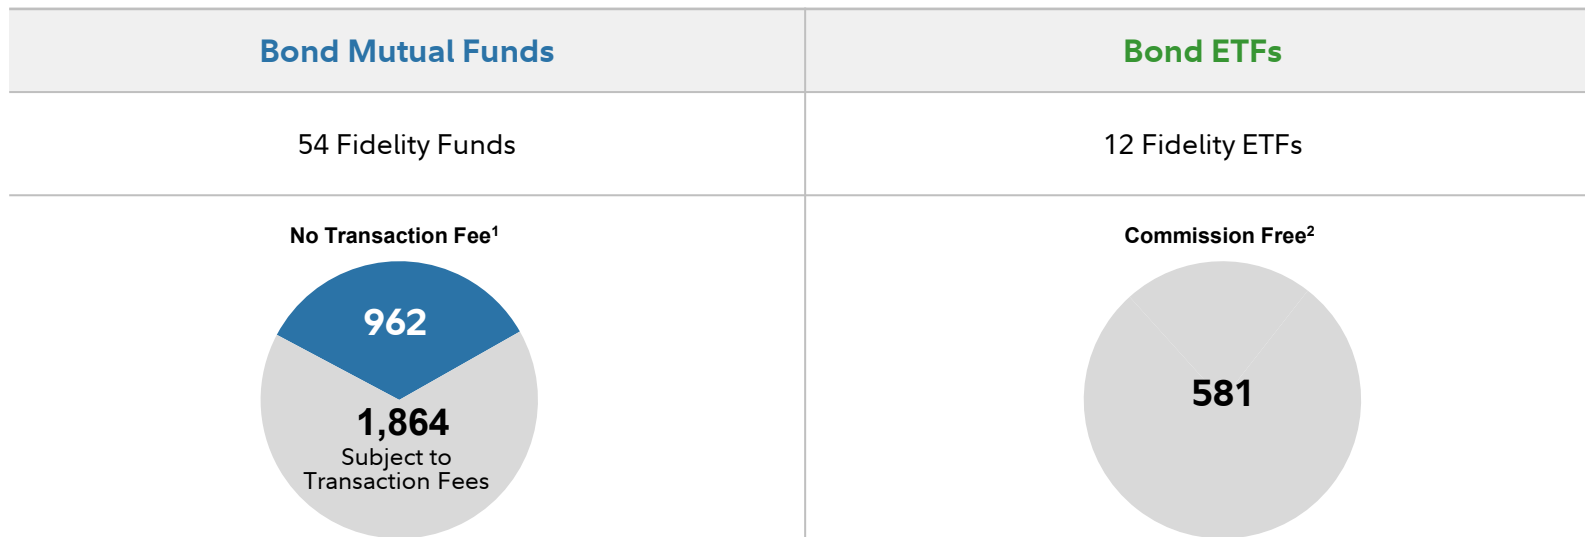 Bond Mutual Funds
Bond ETFs
54 Fidelity Funds
12 Fidelity ETFs
No Transaction Fee¹
962
1,864
Subject to
Transaction Fees
Commission Free²
581